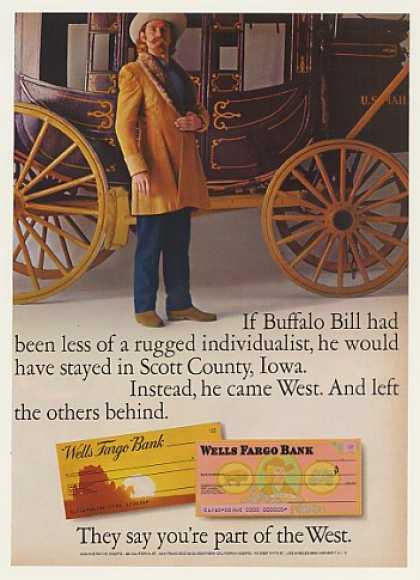 U.S. MAIL
If Buffalo Bill had
been less of a rugged individualist, he would
have stayed in Scott County, Iowa.
Instead, he came West. And left
the others behind.
Wells Fargo Bank
WELLS FARGO BANK
They say you're part of the West.